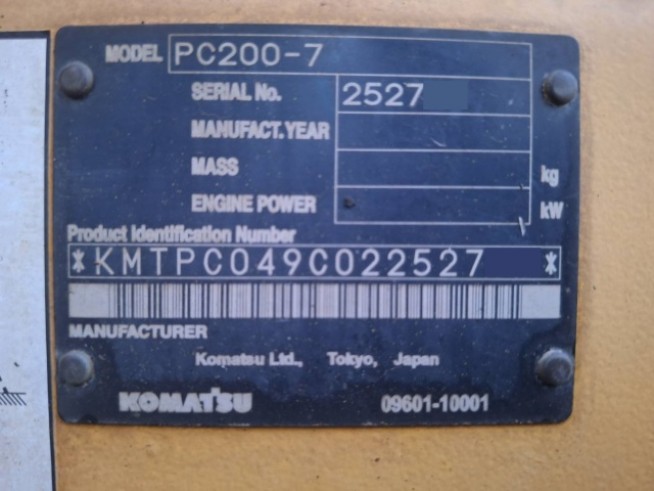 MODEL PC200-7
SERIAL No. 2527
MANUFACT. YEAR
MASS kg
ENGINE POWER kW
Product Identification Number
*KMTPC049C022527 *
MANUFACTURER
Komatsu Ltd., Tokyo, Japan
KOMATSU 09601-10001